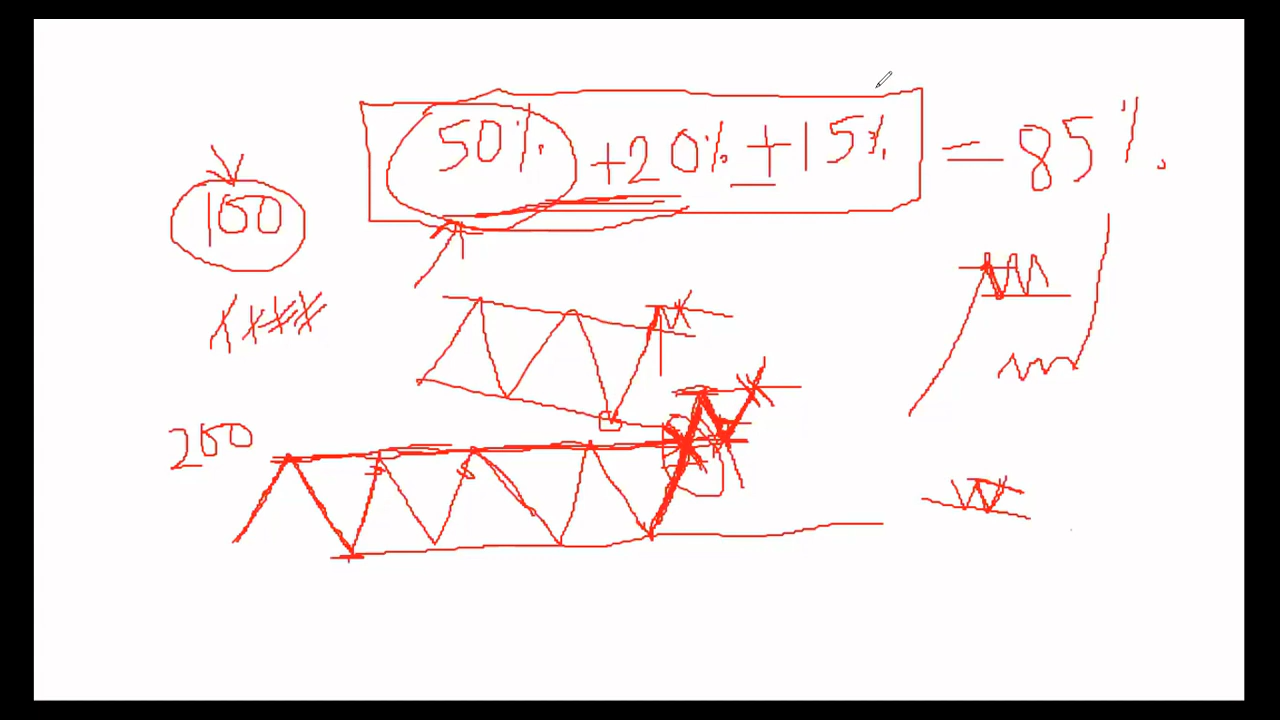 50% + 20% + 15% = 85%.
100
200